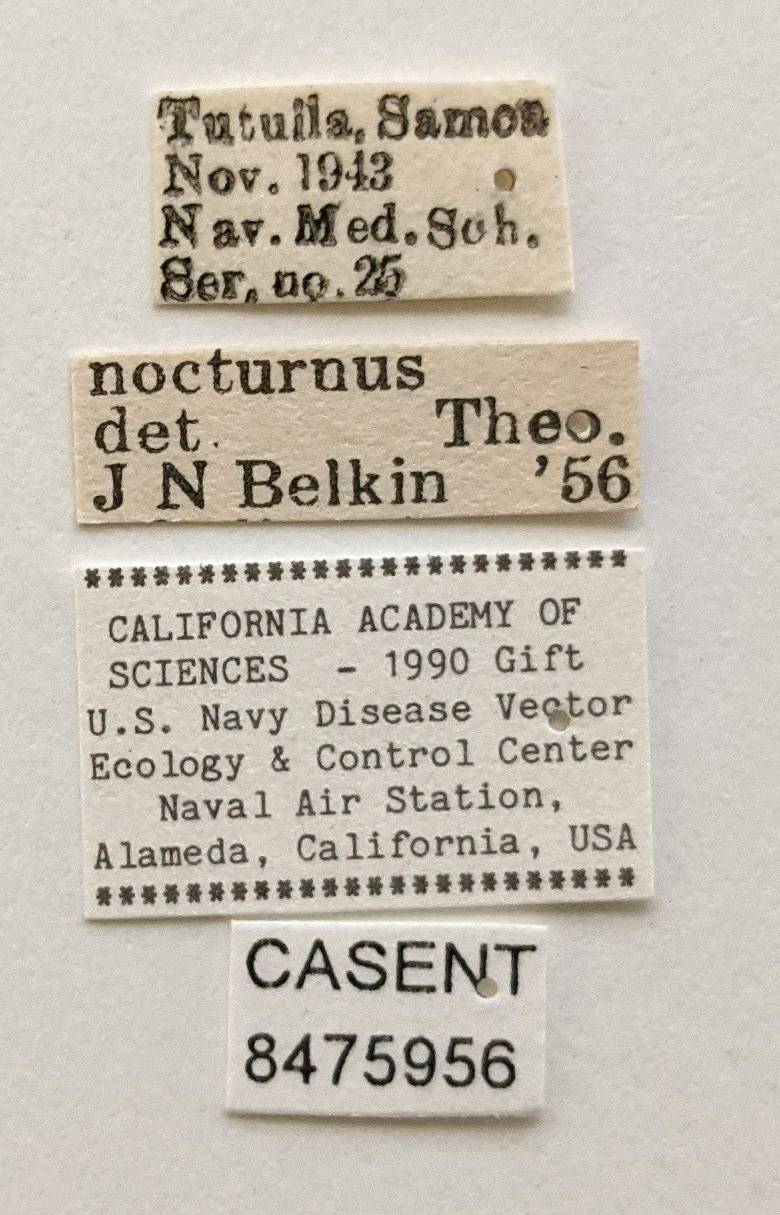 Tutuila, Samoa
Nov. 1943
Nav. Med. Sch.
Ser. no. 25
nocturnus
det. Theo.
J N Belkin '56
***********************
CALIFORNIA ACADEMY OF
SCIENCES - 1990 Gift
U.S. Navy Disease Vector
Ecology & Control Center
Naval Air Station,
Alameda, California, USA
***********************
CASENT
8475956